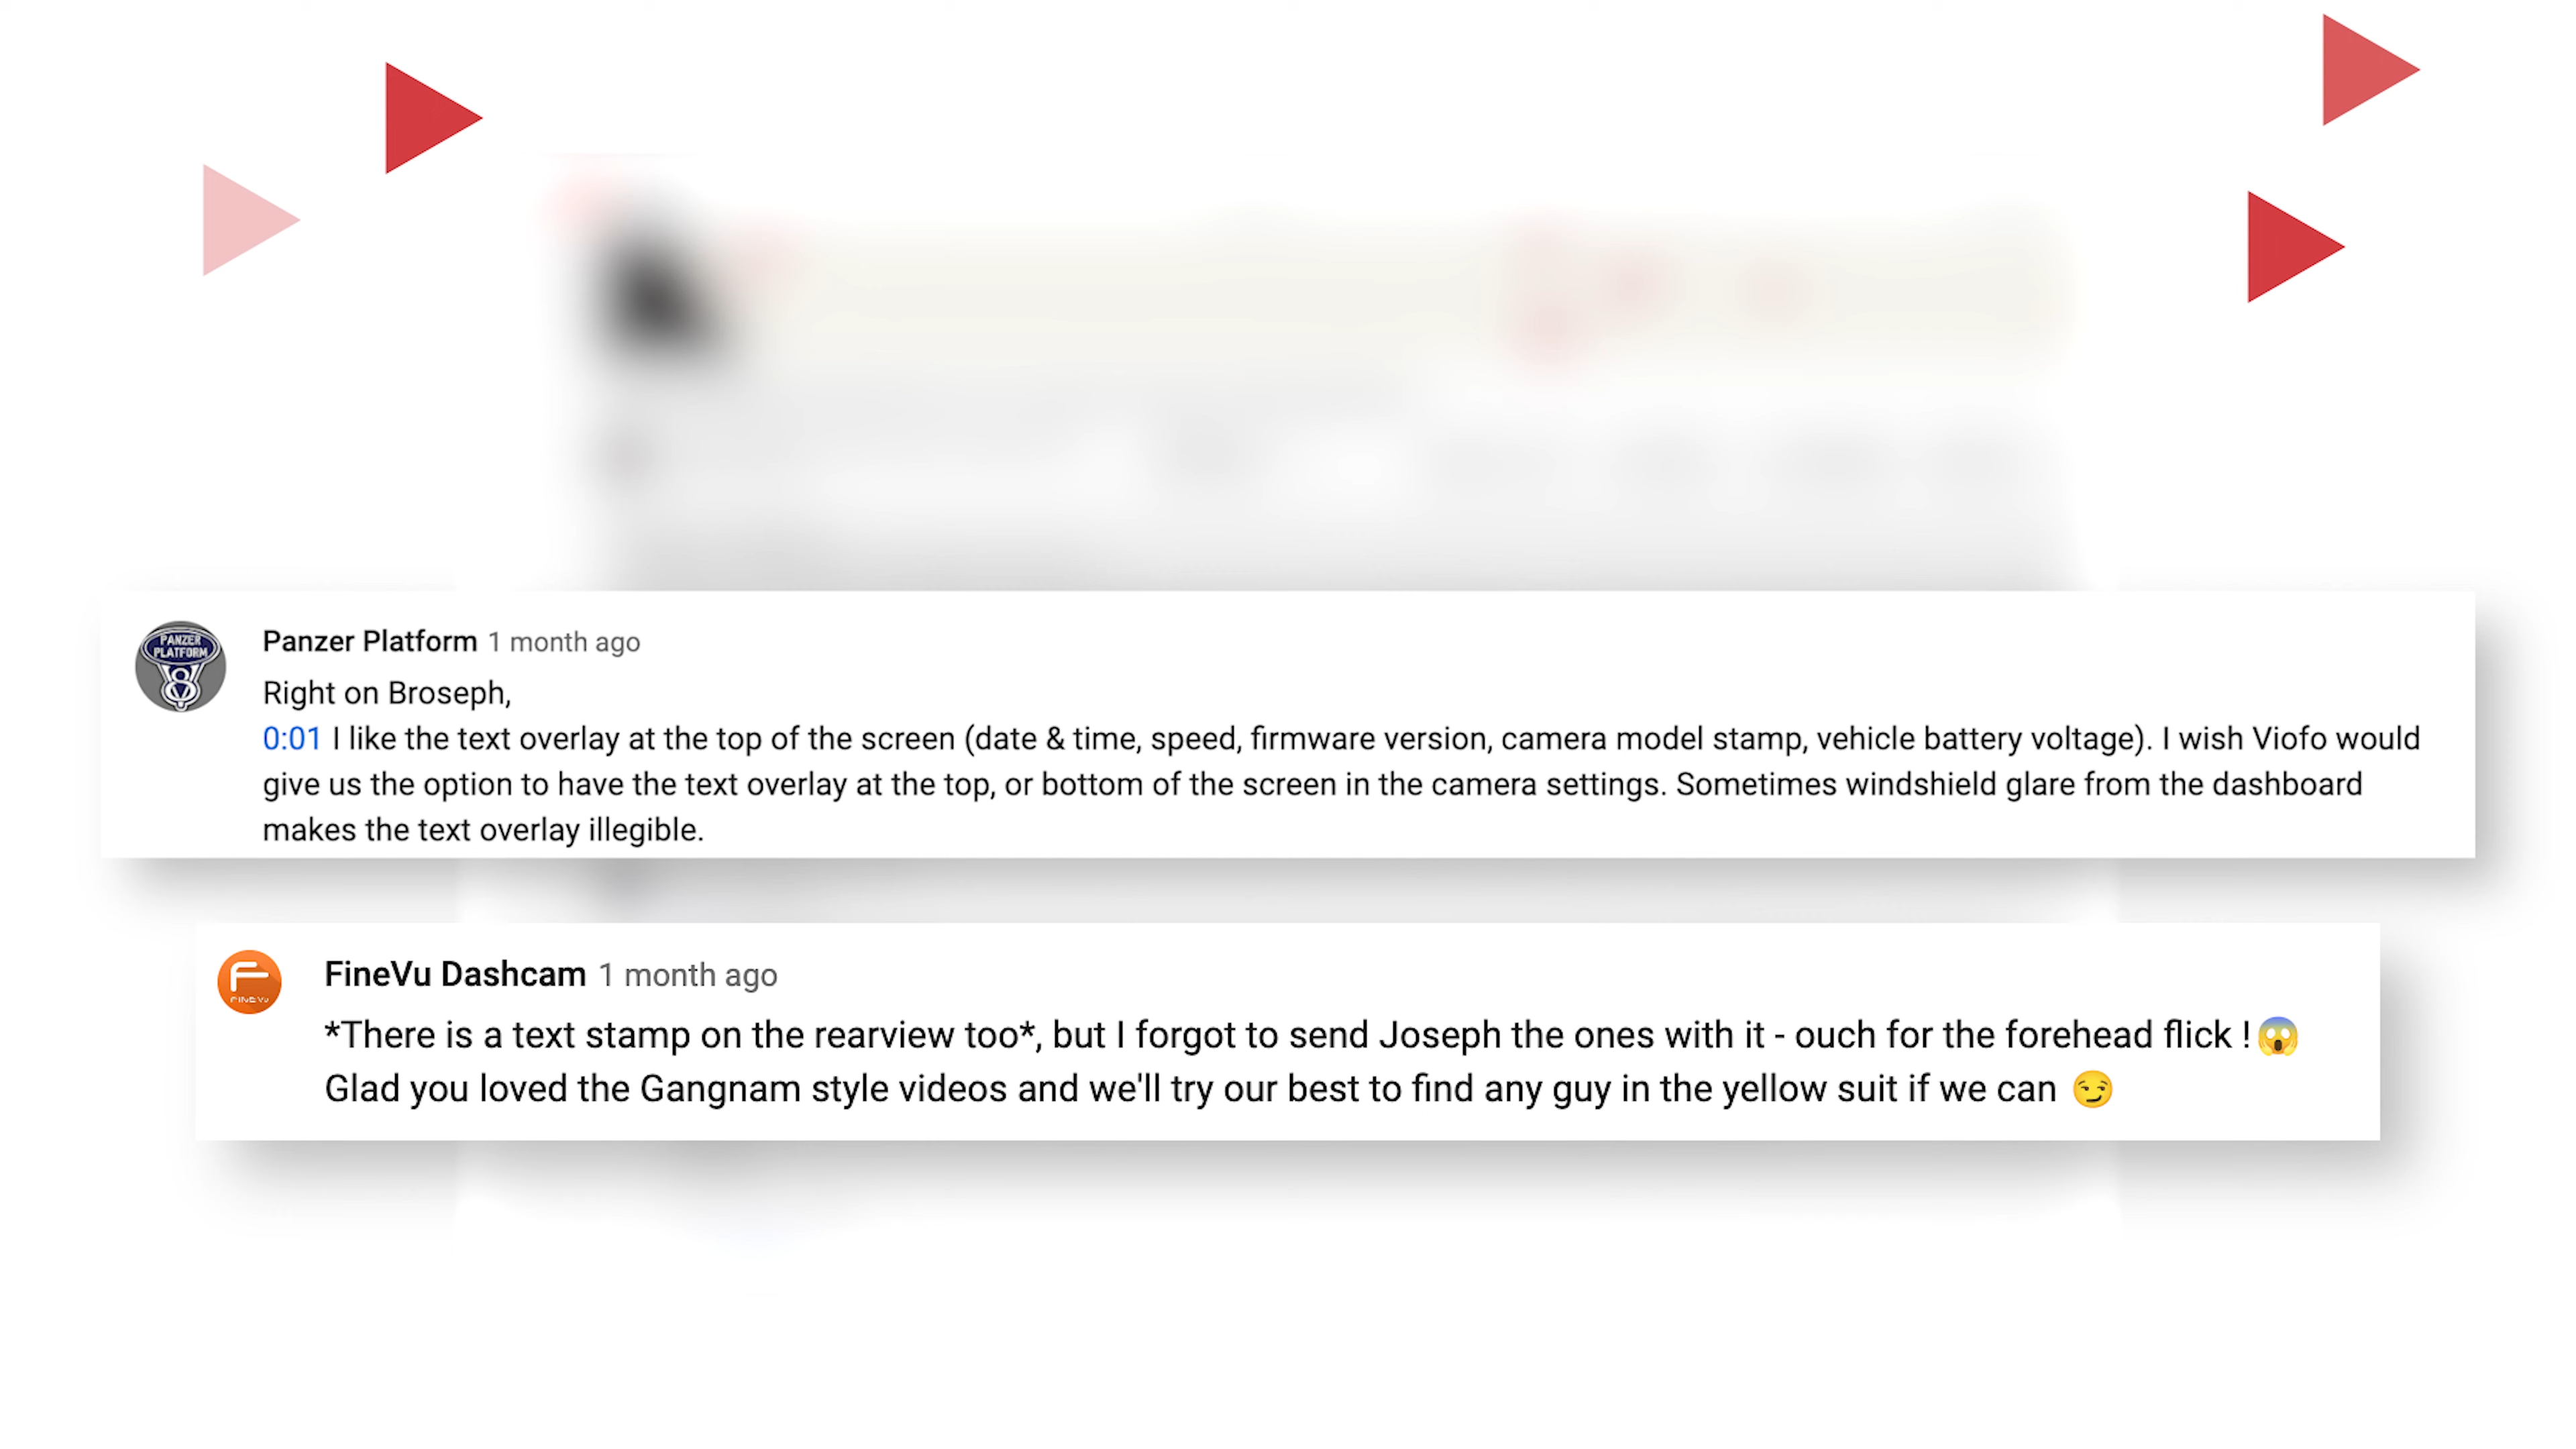 PANZER
PLATFORM
V8
Panzer Platform 1 month ago
Right on Broseph,
0:01 I like the text overlay at the top of the screen (date & time, speed, firmware version, camera model stamp, vehicle battery voltage). I wish Viofo would
give us the option to have the text overlay at the top, or bottom of the screen in the camera settings. Sometimes windshield glare from the dashboard
makes the text overlay illegible.
F
FINEVU
FineVu Dashcam 1 month ago
*There is a text stamp on the rearview too*, but I forgot to send Joseph the ones with it - ouch for the forehead flick !😱
Glad you loved the Gangnam style videos and we'll try our best to find any guy in the yellow suit if we can 😏